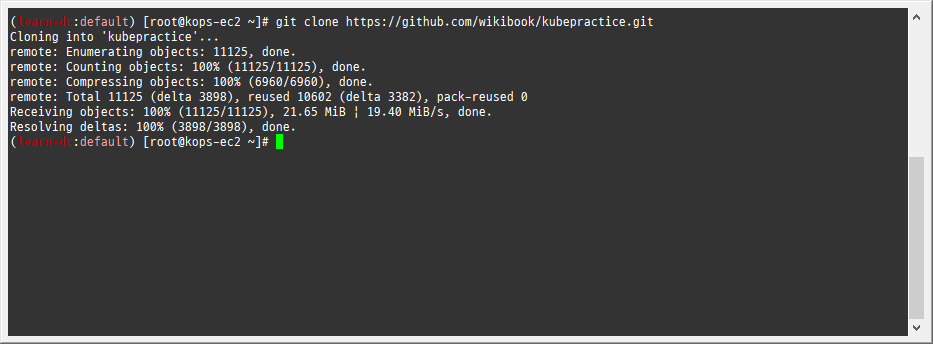 (learn-dc:default) [root@kops-ec2 ~]# git clone https://github.com/wikibook/kubepractice.git
Cloning into 'kubepractice'...
remote: Enumerating objects: 11125, done.
remote: Counting objects: 100% (11125/11125), done.
remote: Compressing objects: 100% (6960/6960), done.
remote: Total 11125 (delta 3898), reused 10602 (delta 3382), pack-reused 0
Receiving objects: 100% (11125/11125), 21.65 MiB ¦ 19.40 MiB/s, done.
Resolving deltas: 100% (3898/3898), done.
(learn-dc:default) [root@kops-ec2 ~]#